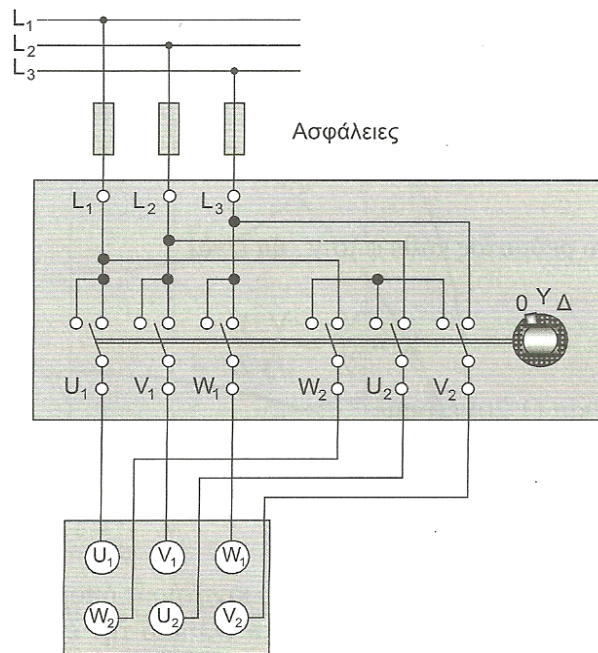 L₁
L₂
L₃
Ασφάλειες
L₁ L₂ L₃
0 Υ Δ
U₁ V₁ W₁ W₂ U₂ V₂
U₁ V₁ W₁
W₂ U₂ V₂